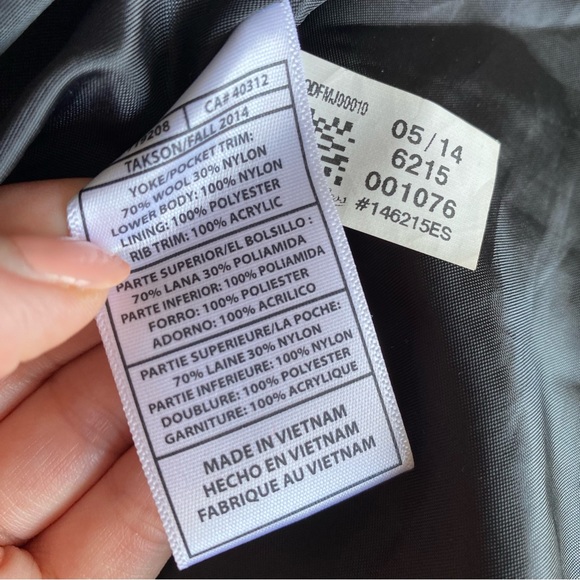 CA# 40312
TAKSON/FALL 2014
YOKE/POCKET TRIM:
70% WOOL 30% NYLON
LOWER BODY: 100% NYLON
LINING: 100% POLYESTER
RIB TRIM: 100% ACRYLIC
PARTE SUPERIOR/EL BOLSILLO:
70% LANA 30% POLIAMIDA
PARTE INFERIOR: 100% POLIAMIDA
FORRO: 100% POLIESTER
ADORNO: 100% ACRILICO
PARTIE SUPERIEURE/LA POCHE:
70% LAINE 30% NYLON
PARTIE INFERIEURE: 100% NYLON
DOUBLURE: 100% POLYESTER
GARNITURE: 100% ACRYLIQUE
MADE IN VIETNAM
HECHO EN VIETNAM
FABRIQUE AU VIETNAM
05/14
6215
001076
#146215ES